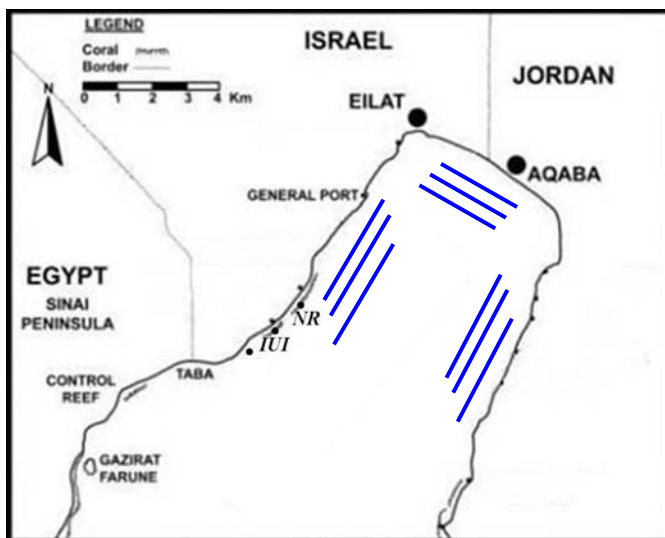 LEGEND
Coral
Border
0 1 2 3 4 Km
N
ISRAEL
JORDAN
EILAT
AQABA
GENERAL PORT
EGYPT
SINAI
PENINSULA
NR
IUI
TABA
CONTROL
REEF
GAZIRAT
FARUNE